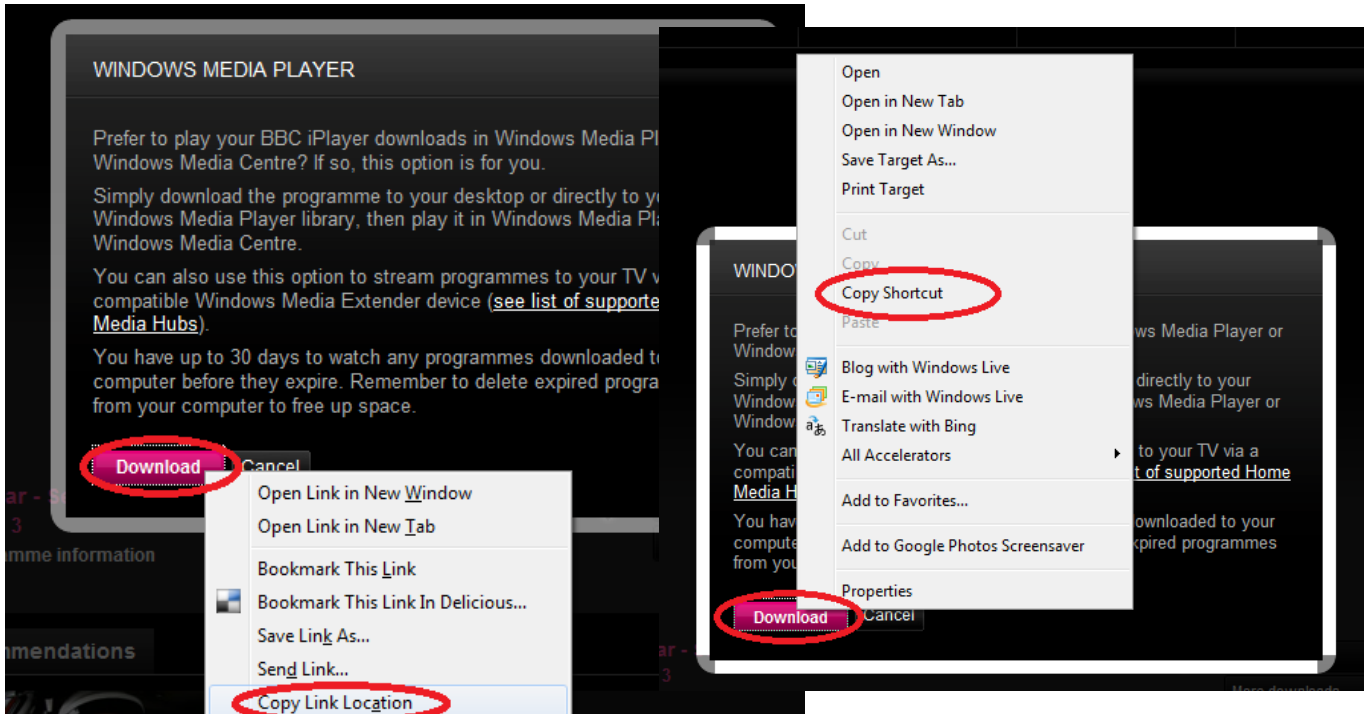 WINDOWS MEDIA PLAYER
Prefer to play your BBC iPlayer downloads in Windows Media Pl
Windows Media Centre? If so, this option is for you.
Simply download the programme to your desktop or directly to y
Windows Media Player library, then play it in Windows Media Pl
Windows Media Centre.
You can also use this option to stream programmes to your TV v
compatible Windows Media Extender device (see list of supporte
Media Hubs).
You have up to 30 days to watch any programmes downloaded t
computer before they expire. Remember to delete expired progra
from your computer to free up space.
Download Cancel
ar - Se
3
amme information
mmendations
Open Link in New Window
Open Link in New Tab
Bookmark This Link
Bookmark This Link In Delicious...
Save Link As...
Send Link...
Copy Link Location
Open
Open in New Tab
Open in New Window
Save Target As...
Print Target
Cut
Copy
Copy Shortcut
Paste
Blog with Windows Live
E-mail with Windows Live
Translate with Bing
All Accelerators
Add to Favorites...
Add to Google Photos Screensaver
Properties
WINDO
Prefer to ws Media Player or
Window
Simply directly to your
Window ws Media Player or
Window
You can to your TV via a
compati t of supported Home
Media H
You hav ownloaded to your
compute xpired programmes
from you
Download Cancel
ar -
3
More downloads